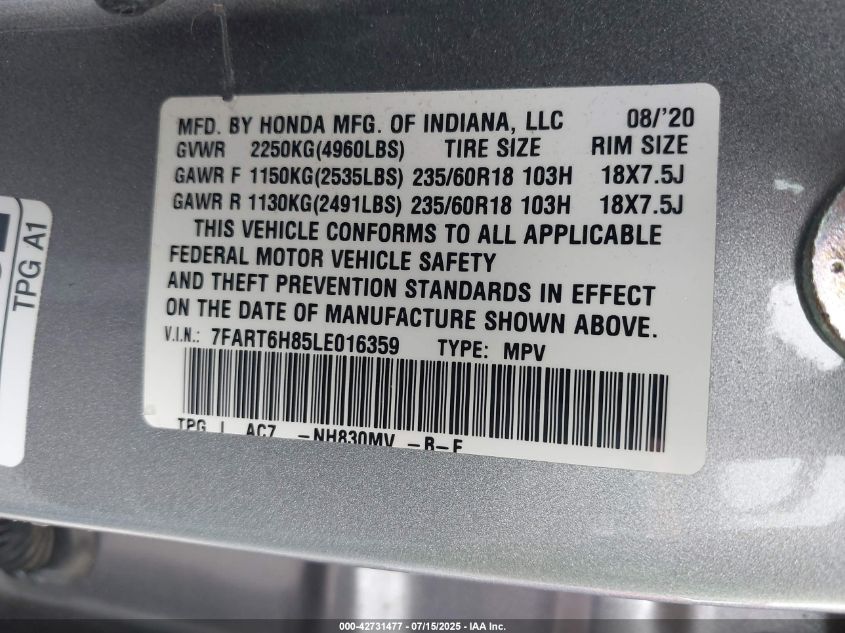 MFD. BY HONDA MFG. OF INDIANA, LLC 08/'20
GVWR 2250KG(4960LBS) TIRE SIZE RIM SIZE
GAWR F 1150KG(2535LBS) 235/60R18 103H 18X7.5J
GAWR R 1130KG(2491LBS) 235/60R18 103H 18X7.5J
THIS VEHICLE CONFORMS TO ALL APPLICABLE
FEDERAL MOTOR VEHICLE SAFETY
AND THEFT PREVENTION STANDARDS IN EFFECT
ON THE DATE OF MANUFACTURE SHOWN ABOVE.
V.I.N.: 7FART6H85LE016359 TYPE: MPV
TPG AC7 -NH830MV -B-
TPG A1
000-42731477 - 07/15/2025 - IAA Inc.